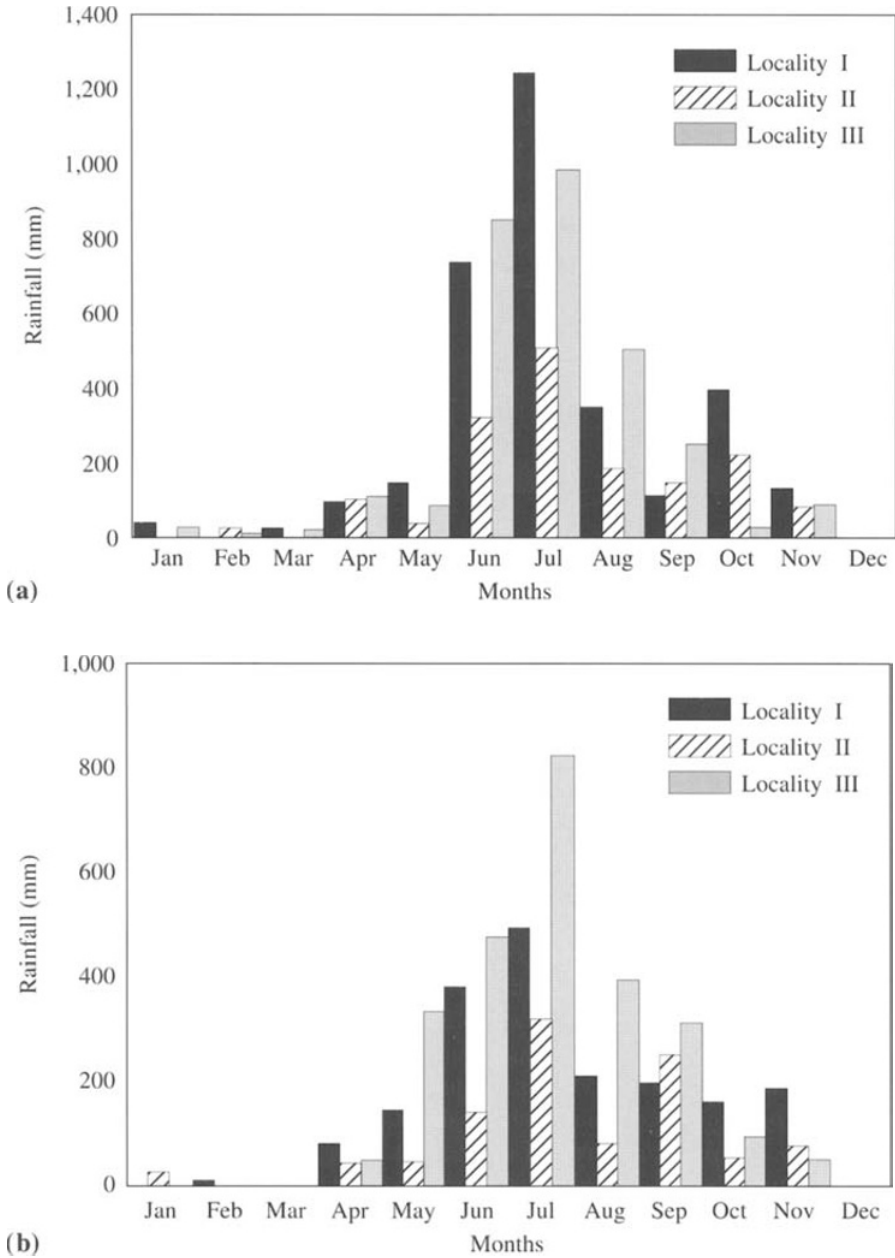 1,400
1,200
1,000
800
600
400
200
0
Rainfall (mm)
Locality I
Locality II
Locality III
Jan Feb Mar Apr May Jun Jul Aug Sep Oct Nov Dec
(a)
Months
1,000
800
600
400
200
0
Rainfall (mm)
Locality I
Locality II
Locality III
Jan Feb Mar Apr May Jun Jul Aug Sep Oct Nov Dec
(b)
Months